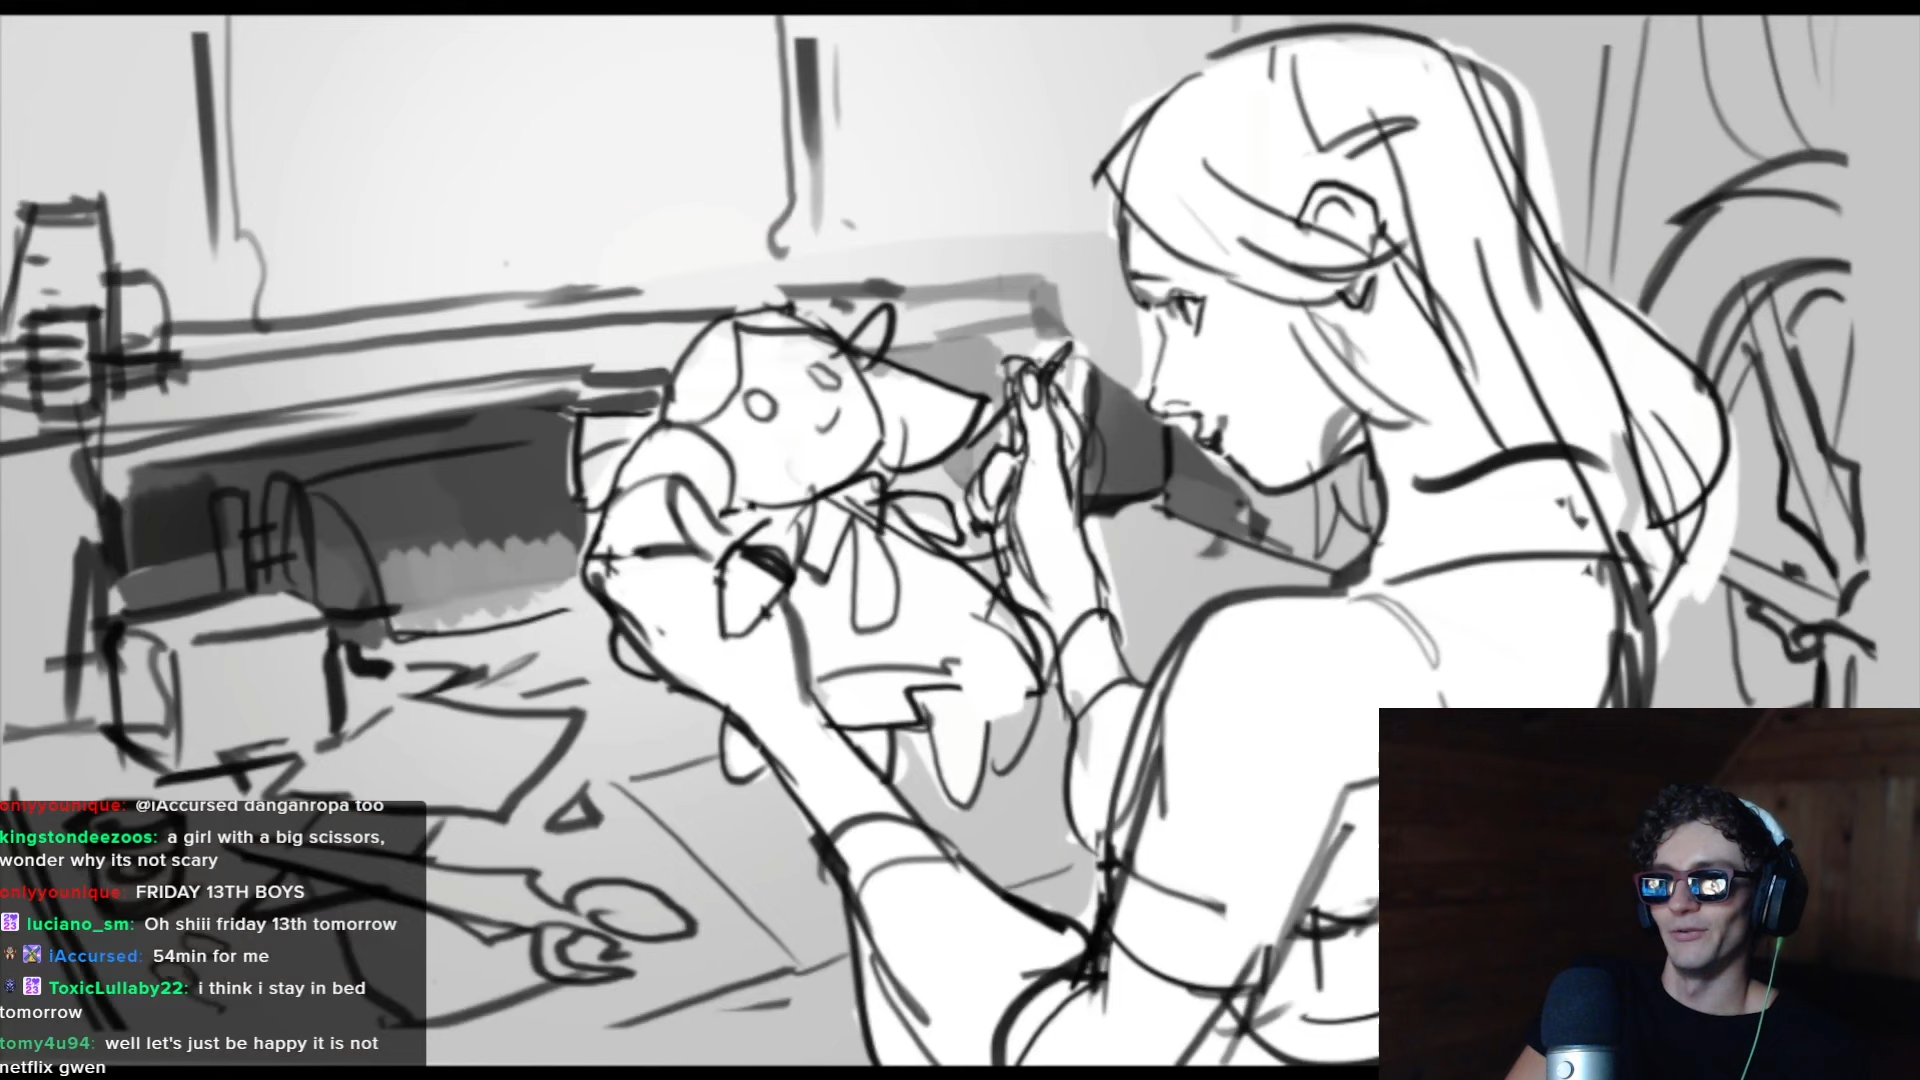 onlyyounique: @iAccursed danganropa too
kingstondeezoos: a girl with a big scissors,
wonder why its not scary
onlyyounique: FRIDAY 13TH BOYS
luciano_sm: Oh shiii friday 13th tomorrow
iAccursed: 54min for me
ToxicLullaby22: i think i stay in bed
tomorrow
tomy4u94: well let's just be happy it is not
netflix gwen